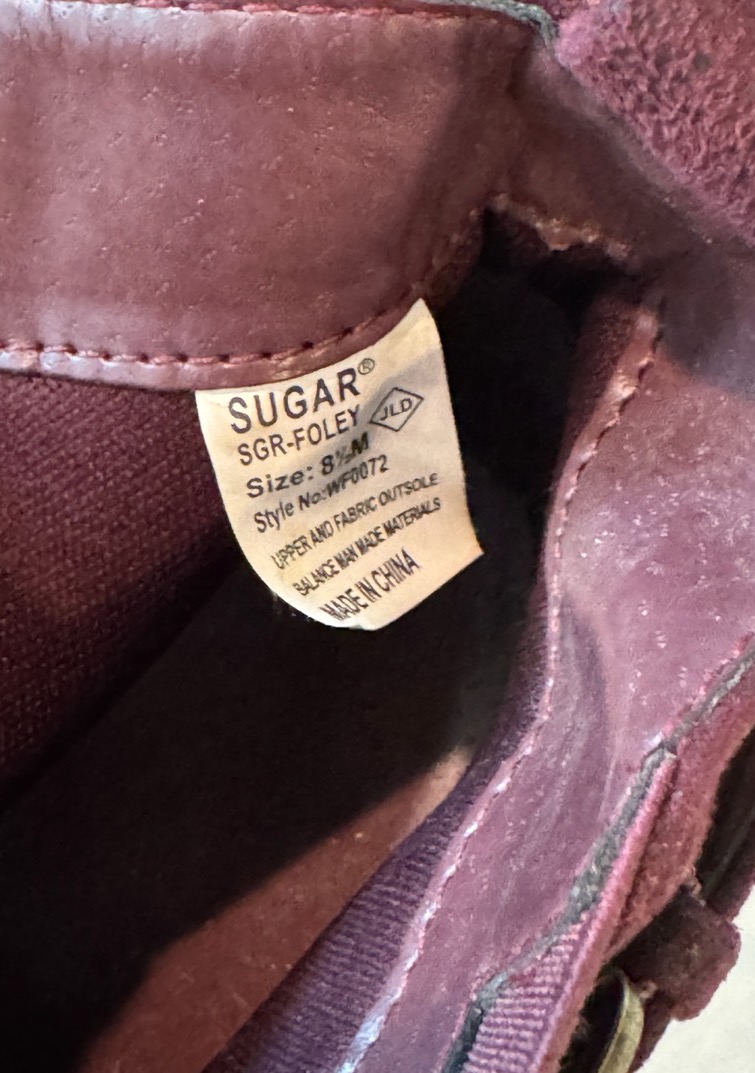 SUGAR®
SGR-FOLEY JLD
Size: 8½M
Style No:WF0072
UPPER AND FABRIC OUTSOLE
BALANCE MAN MADE MATERIALS
MADE IN CHINA